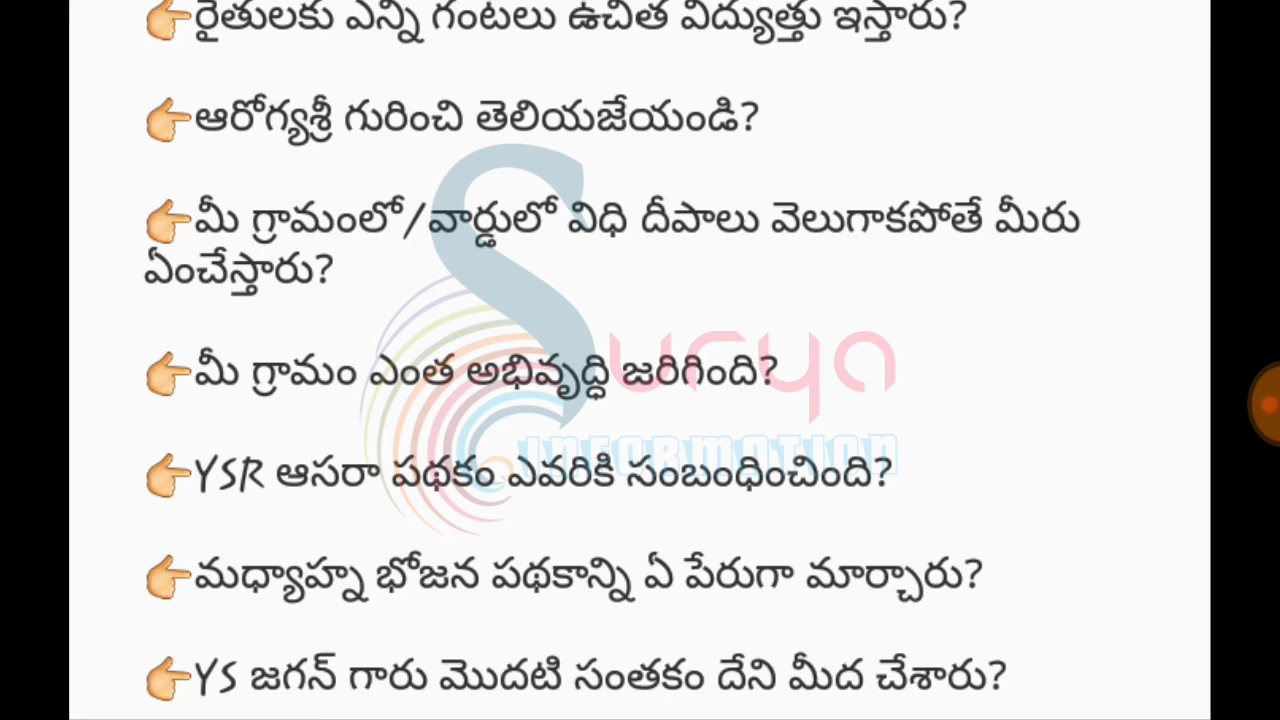 👉రైతులకు ఎన్ని గంటలు ఉచిత విద్యుత్తు ఇస్తారు?
👉ఆరోగ్యశ్రీ గురించి తెలియజేయండి?
👉మీ గ్రామంలో/వార్డులో విధి దీపాలు వెలుగాకపోతే మీరు
ఏంచేస్తారు?
👉మీ గ్రామం ఎంత అభివృద్ధి జరిగింది?
Surya
INFORMATION
👉YSR ఆసరా పథకం ఎవరికి సంబంధించింది?
👉మధ్యాహ్న భోజన పథకాన్ని ఏ పేరుగా మార్చారు?
👉YS జగన్ గారు మొదటి సంతకం దేని మీద చేశారు?